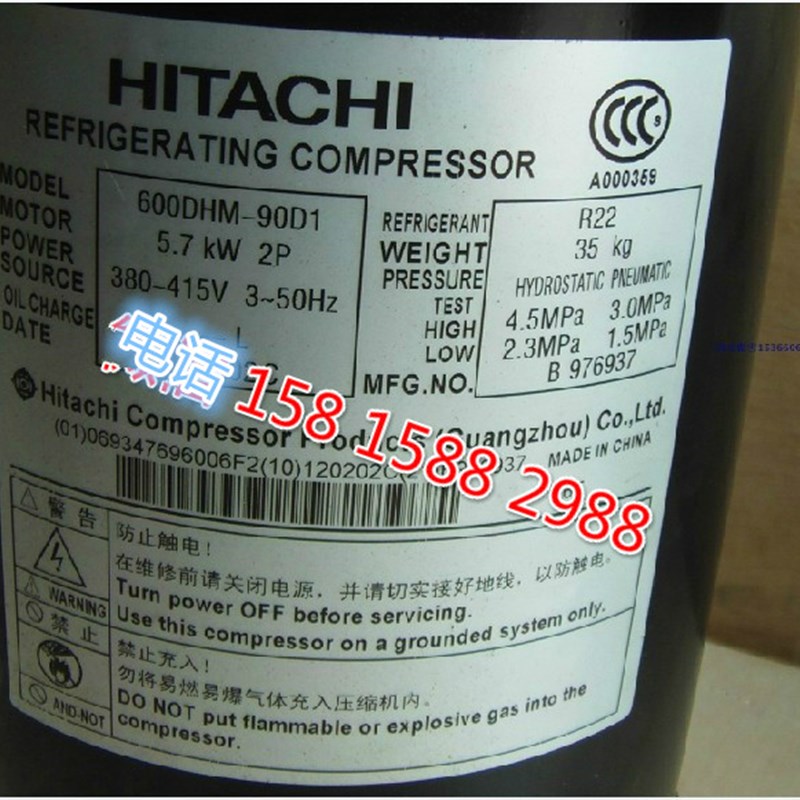 HITACHI
REFRIGERATING COMPRESSOR
A000359
MODEL 600DHM-90D1
MOTOR 5.7 kW 2P
POWER SOURCE 380-415V 3~50Hz
OIL CHARGE L
DATE
REFRIGERANT R22
WEIGHT 35 kg
PRESSURE HYDROSTATIC PNEUMATIC
TEST
HIGH 4.5MPa 3.0MPa
LOW 2.3MPa 1.5MPa
MFG.NO. B 976937
电话 158 1588 2988
Hitachi Compressor Products (Guangzhou) Co.,Ltd.
MADE IN CHINA
(01)069347696006F2(10)120202C
警告
WARNING
防止触电!
在维修前请关闭电源,并请切实接好地线,以防触电。
Turn power OFF before servicing.
Use this compressor on a grounded system only.
禁止
AND-NOT
禁止充入!
勿将易燃易爆气体充入压缩机内。
DO NOT put flammable or explosive gas into the
compressor.